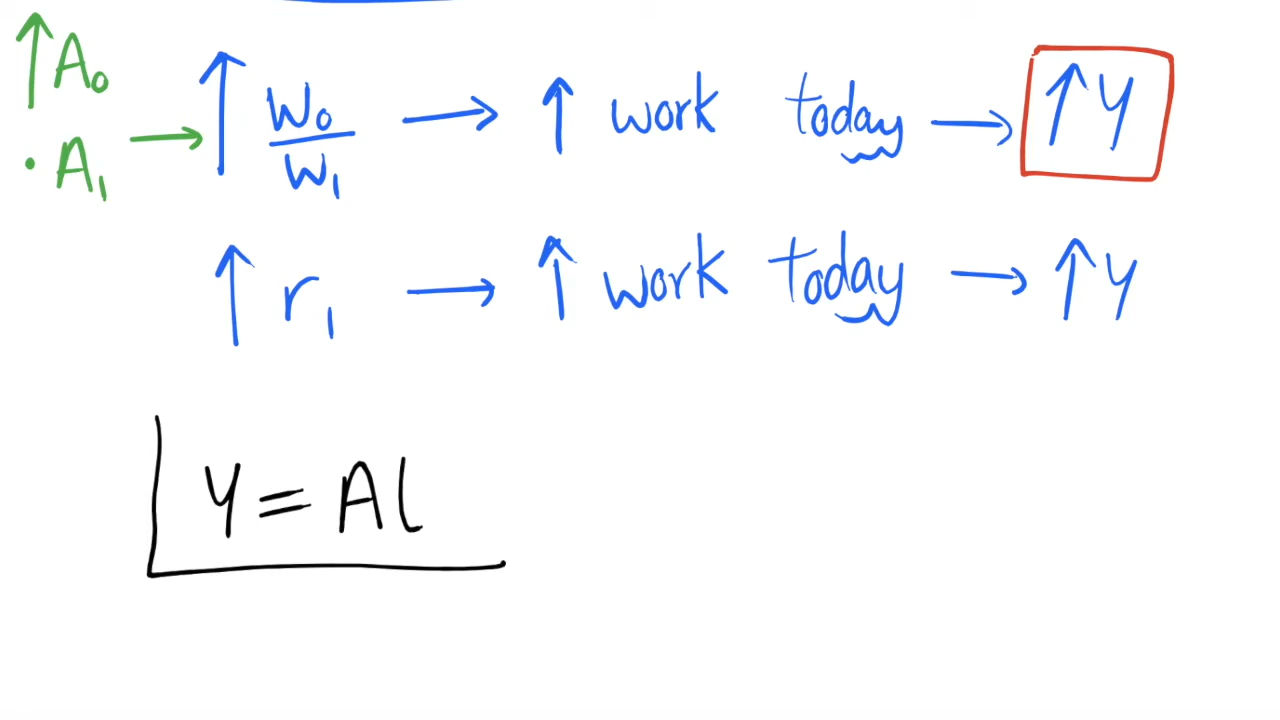 ↑ A₀
· A₁ → ↑ W₀/W₁ → ↑ work today → ↑ Y
↑ r₁ → ↑ work today → ↑ Y
Y = Al